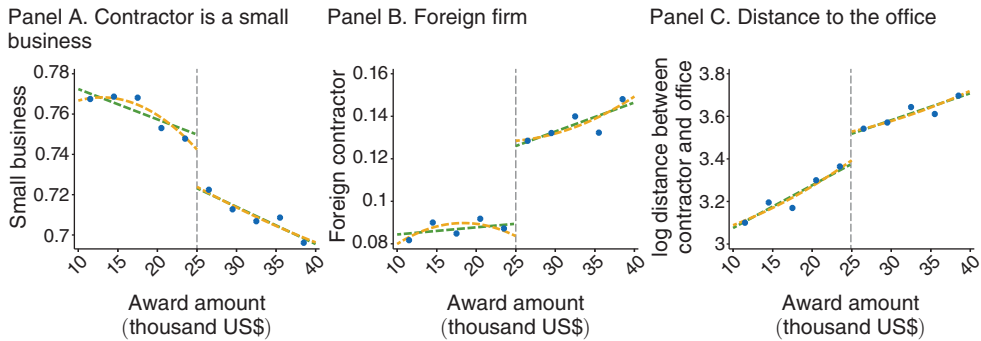 Panel A. Contractor is a small
business
Small business
0.78
0.76
0.74
0.72
0.7
10
15
20
25
30
35
40
Award amount
(thousand US$)
Panel B. Foreign firm
Foreign contractor
0.16
0.14
0.12
0.1
0.08
10
15
20
25
30
35
40
Award amount
(thousand US$)
Panel C. Distance to the office
log distance between
contractor and office
3.8
3.6
3.4
3.2
3
10
15
20
25
30
35
40
Award amount
(thousand US$)